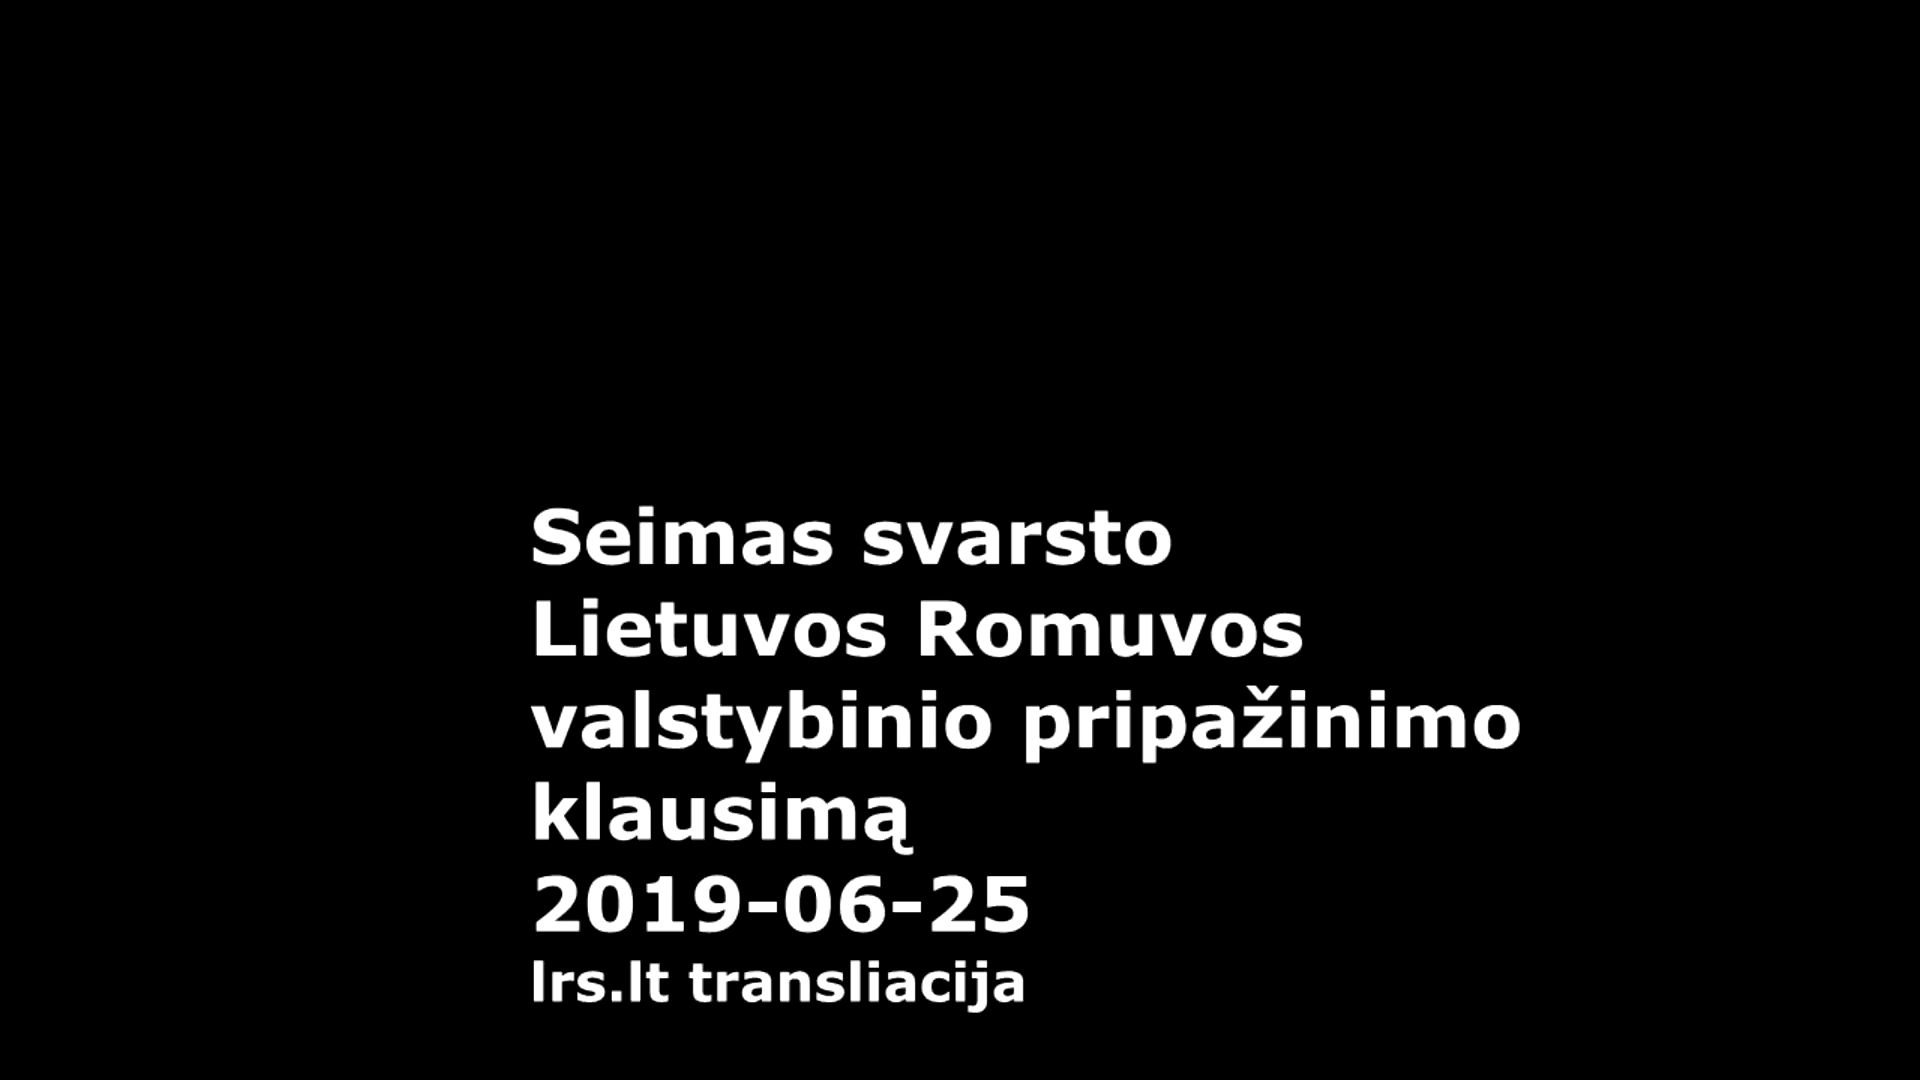 Seimas svarsto
Lietuvos Romuvos
valstybinio pripažinimo
klausimą
2019-06-25
lrs.lt transliacija